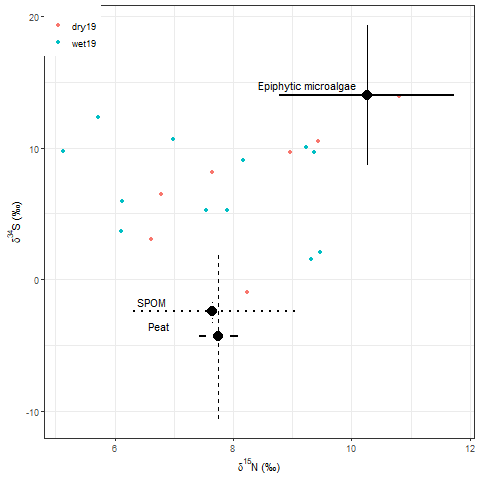 20
dry19
wet19
Epiphytic microalgae
10
δ³⁴S (‰)
0
SPOM
Peat
-10
6
8
10
12
δ¹⁵N (‰)